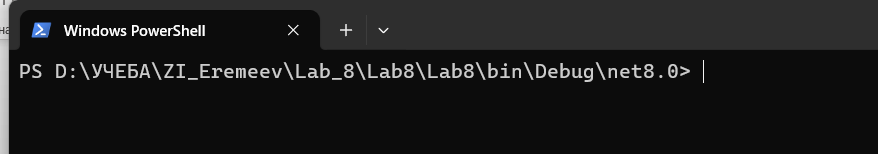 Windows PowerShell
PS D:\УЧЕБА\ZI_Eremeev\Lab_8\Lab8\Lab8\bin\Debug\net8.0>